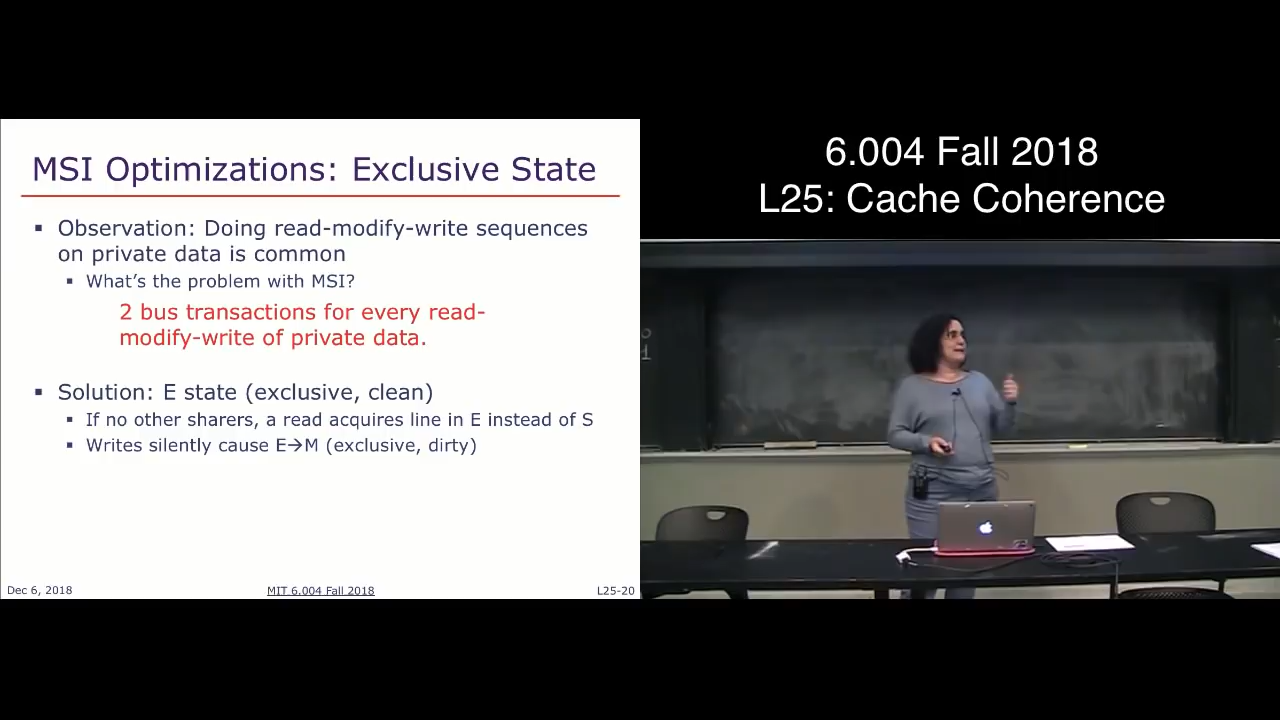 MSI Optimizations: Exclusive State
▪ Observation: Doing read-modify-write sequences
on private data is common
▪ What's the problem with MSI?
2 bus transactions for every read-
modify-write of private data.
▪ Solution: E state (exclusive, clean)
▪ If no other sharers, a read acquires line in E instead of S
▪ Writes silently cause E→M (exclusive, dirty)
Dec 6, 2018
MIT 6.004 Fall 2018
L25-20
6.004 Fall 2018
L25: Cache Coherence